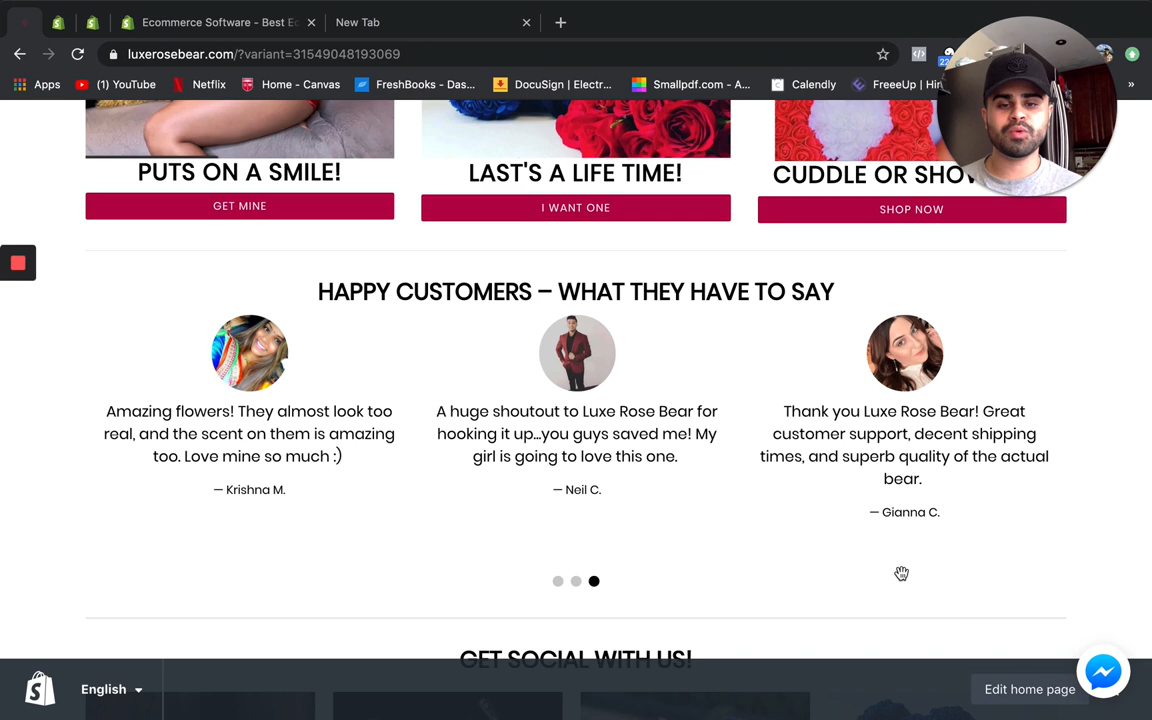 Ecommerce Software - Best Ec
New Tab
luxerosebear.com/?variant=31549048193069
Apps
(1) YouTube
Netflix
Home - Canvas
FreshBooks - Das...
DocuSign | Electr...
Smallpdf.com - A...
Calendly
FreeeUp | Hir
»
PUTS ON A SMILE!
LAST'S A LIFE TIME!
CUDDLE OR SHOW
GET MINE
I WANT ONE
SHOP NOW
HAPPY CUSTOMERS – WHAT THEY HAVE TO SAY
Amazing flowers! They almost look too
real, and the scent on them is amazing
too. Love mine so much :)
— Krishna M.
A huge shoutout to Luxe Rose Bear for
hooking it up...you guys saved me! My
girl is going to love this one.
— Neil C.
Thank you Luxe Rose Bear! Great
customer support, decent shipping
times, and superb quality of the actual
bear.
— Gianna C.
GET SOCIAL WITH US!
English
Edit home page